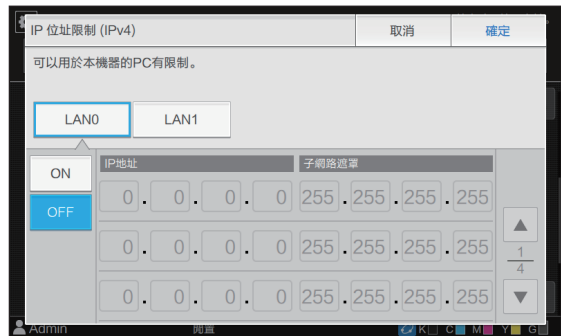 IP 位址限制 (IPv4) 取消 確定
可以用於本機器的PC有限制。
LAN0 LAN1
ON IP地址 子網路遮罩
OFF
0. 0. 0. 0 255. 255. 255. 255
0. 0. 0. 0 255. 255. 255. 255
1
4
0. 0. 0. 0 255. 255. 255. 255
Admin 閒置 K C M Y G